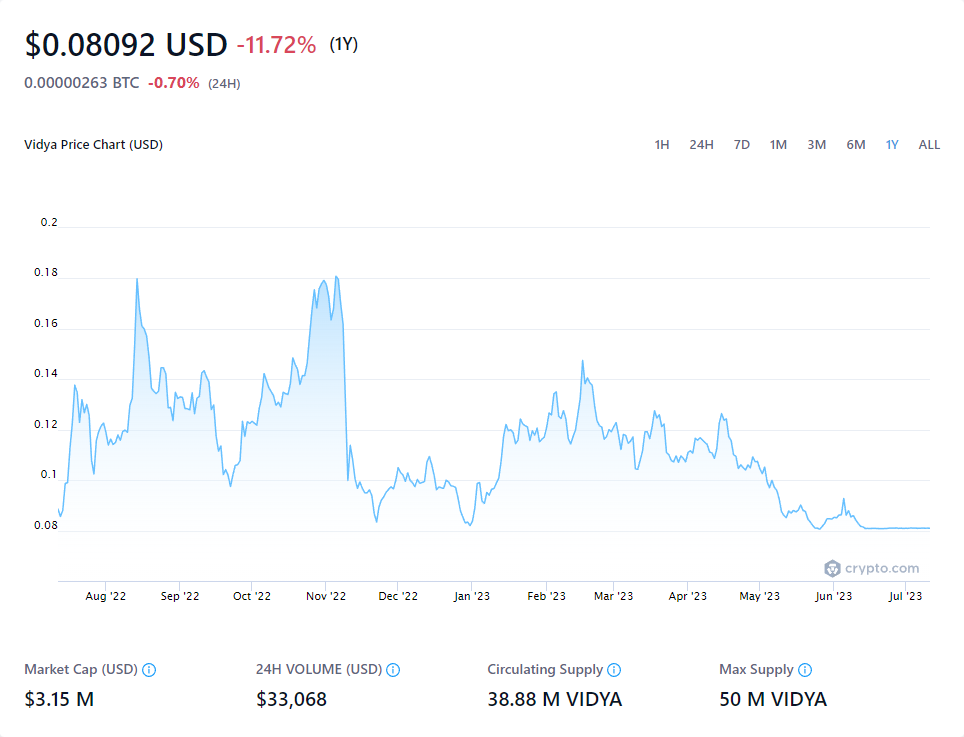 $0.08092 USD -11.72% (1Y)
0.00000263 BTC -0.70% (24H)
Vidya Price Chart (USD) 1H 24H 7D 1M 3M 6M 1Y ALL
0.2
0.18
0.16
0.14
0.12
0.1
0.08
crypto.com
Aug '22 Sep '22 Oct '22 Nov '22 Dec '22 Jan '23 Feb '23 Mar '23 Apr '23 May '23 Jun '23 Jul '23
Market Cap (USD) 24H VOLUME (USD) Circulating Supply Max Supply
$3.15 M $33,068 38.88 M VIDYA 50 M VIDYA